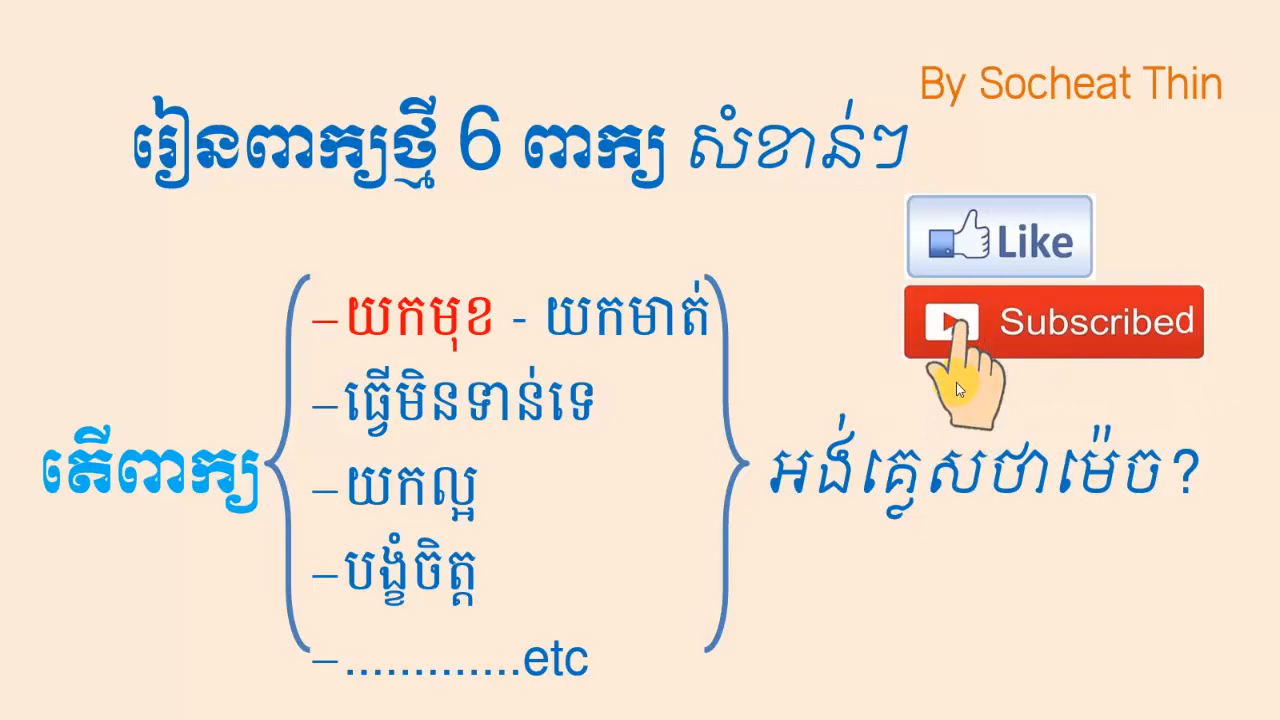 By Socheat Thin
រៀនពាក្យថ្មី 6 ពាក្យ សំខាន់ៗ
Like
Subscribed
–យកមុខ - យកមាត់
–ធ្វើមិនទាន់ទេ
តើពាក្យ
–យកល្អ
អង់គ្លេសថាម៉េច?
–បង្ខំចិត្ត
–.............etc